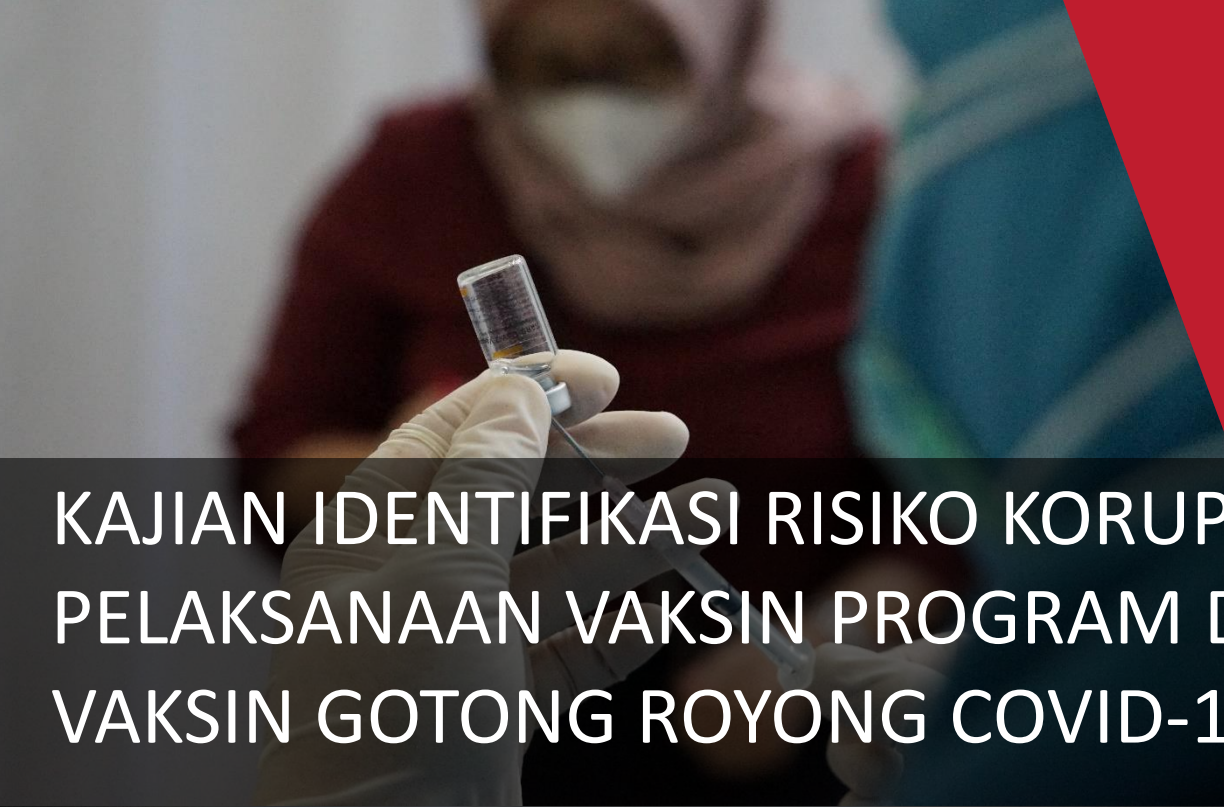 KAJIAN IDENTIFIKASI RISIKO KORUP
PELAKSANAAN VAKSIN PROGRAM D
VAKSIN GOTONG ROYONG COVID-1